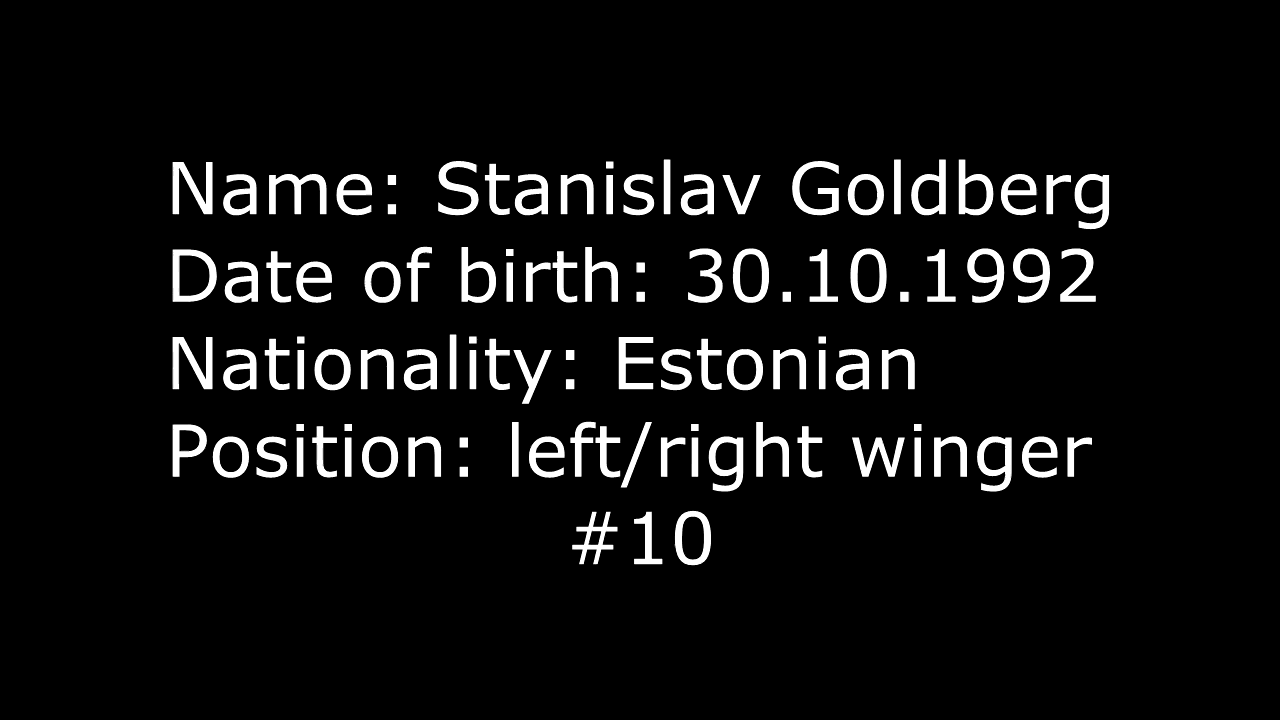 Name: Stanislav Goldberg
Date of birth: 30.10.1992
Nationality: Estonian
Position: left/right winger
#10